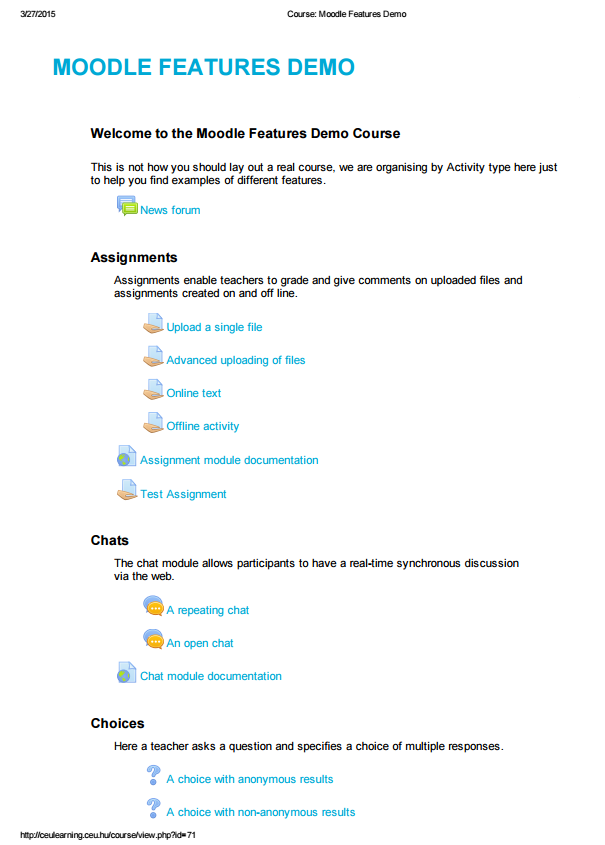 3/27/2015 Course: Moodle Features Demo
MOODLE FEATURES DEMO
Welcome to the Moodle Features Demo Course
This is not how you should lay out a real course, we are organising by Activity type here just
to help you find examples of different features.
News forum
Assignments
Assignments enable teachers to grade and give comments on uploaded files and
assignments created on and off line.
Upload a single file
Advanced uploading of files
Online text
Offline activity
Assignment module documentation
Test Assignment
Chats
The chat module allows participants to have a real-time synchronous discussion
via the web.
A repeating chat
An open chat
Chat module documentation
Choices
Here a teacher asks a question and specifies a choice of multiple responses.
A choice with anonymous results
A choice with non-anonymous results
http://ceulearning.ceu.hu/course/view.php?id=71